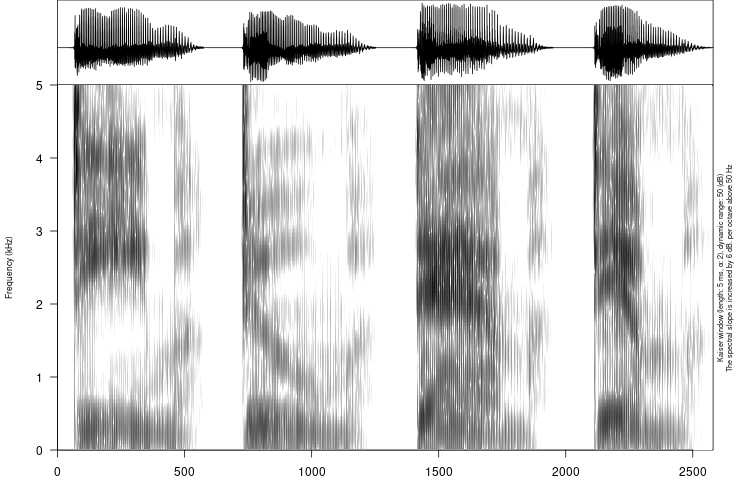 5
4
3
2
1
0
Frequency (kHz)
0 500 1000 1500 2000 2500
Kaiser window (length: 5 ms, α: 2), dynamic range: 50 (dB)
The spectral slope is increased by 6 dB per octave above 50 Hz